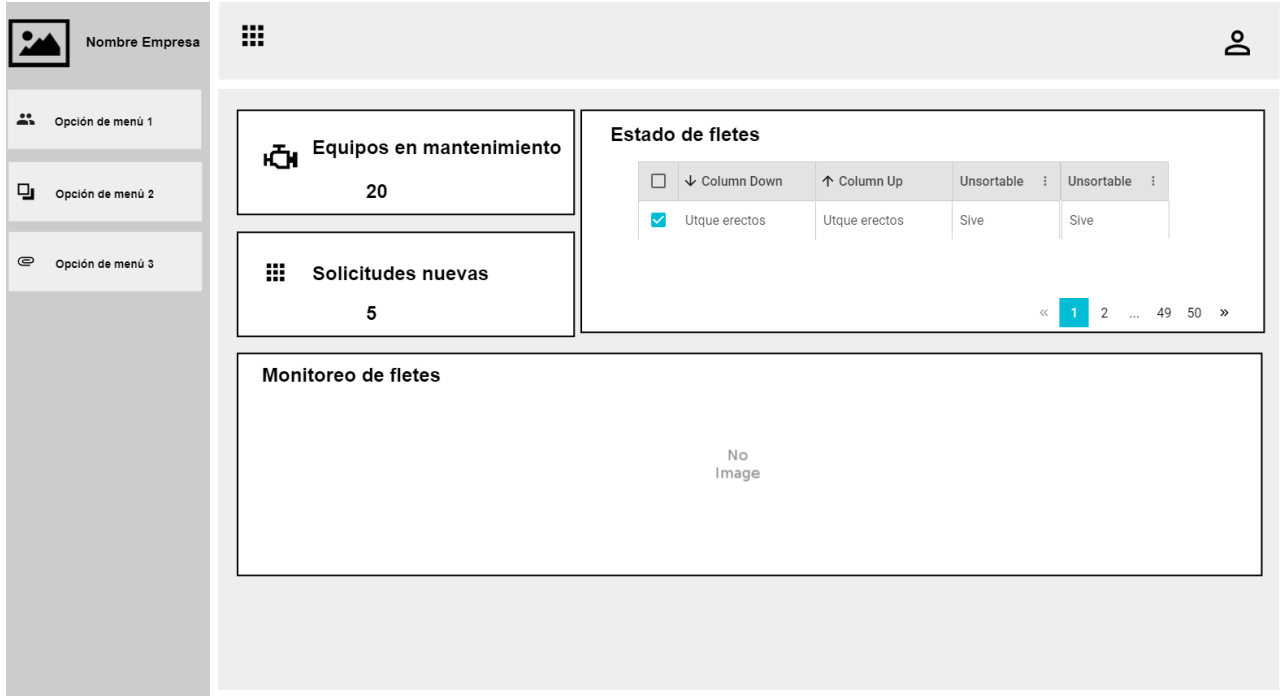 Nombre Empresa
Opción de menú 1
Opción de menú 2
Opción de menú 3
Equipos en mantenimiento
20
Solicitudes nuevas
5
Estado de fletes
Column Down Column Up Unsortable Unsortable
Utque erectos Utque erectos Sive Sive
« 1 2 ... 49 50 »
Monitoreo de fletes
No
Image